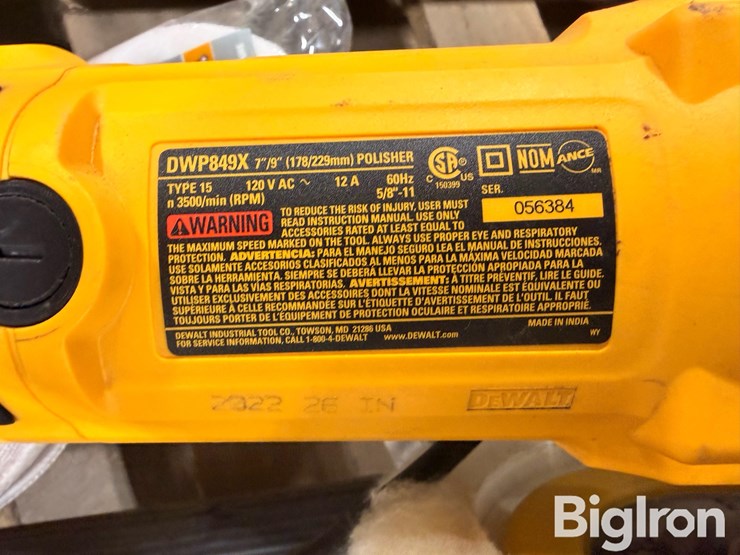 DWP849X 7"/9" (178/229mm) POLISHER
TYPE 15 120 V AC ~ 12 A 60Hz
n 3500/min (RPM) 5/8"-11
C US
150399
NOM ANCE
MR
SER.
056384
WARNING TO REDUCE THE RISK OF INJURY, USER MUST
READ INSTRUCTION MANUAL. USE ONLY
ACCESSORIES RATED AT LEAST EQUAL TO
THE MAXIMUM SPEED MARKED ON THE TOOL. ALWAYS USE PROPER EYE AND RESPIRATORY
PROTECTION. ADVERTENCIA: PARA EL MANEJO SEGURO LEA EL MANUAL DE INSTRUCCIONES.
USE SOLAMENTE ACCESORIOS CLASIFICADOS AL MENOS PARA LA MÁXIMA VELOCIDAD MARCADA
SOBRE LA HERRAMIENTA. SIEMPRE SE DEBERÁ LLEVAR LA PROTECCIÓN APROPIADA PARA LA
VISTA Y PARA LAS VÍAS RESPIRATORIAS. AVERTISSEMENT: À TITRE PRÉVENTIF, LIRE LE GUIDE.
UTILISER EXCLUSIVEMENT DES ACCESSOIRES DONT LA VITESSE NOMINALE EST ÉQUIVALENTE OU
SUPÉRIEURE À CELLE RECOMMANDÉE SUR L'ÉTIQUETTE D'AVERTISSEMENT DE L'OUTIL. IL FAUT
TOUJOURS PORTER DE L'ÉQUIPEMENT DE PROTECTION OCULAIRE ET RESPIRATOIRE APPROPRIÉ.
DEWALT INDUSTRIAL TOOL CO., TOWSON, MD 21286 USA MADE IN INDIA
FOR SERVICE INFORMATION, CALL 1-800-4-DEWALT www.DEWALT.com WY
2022 26 IN
DEWALT
BigIron